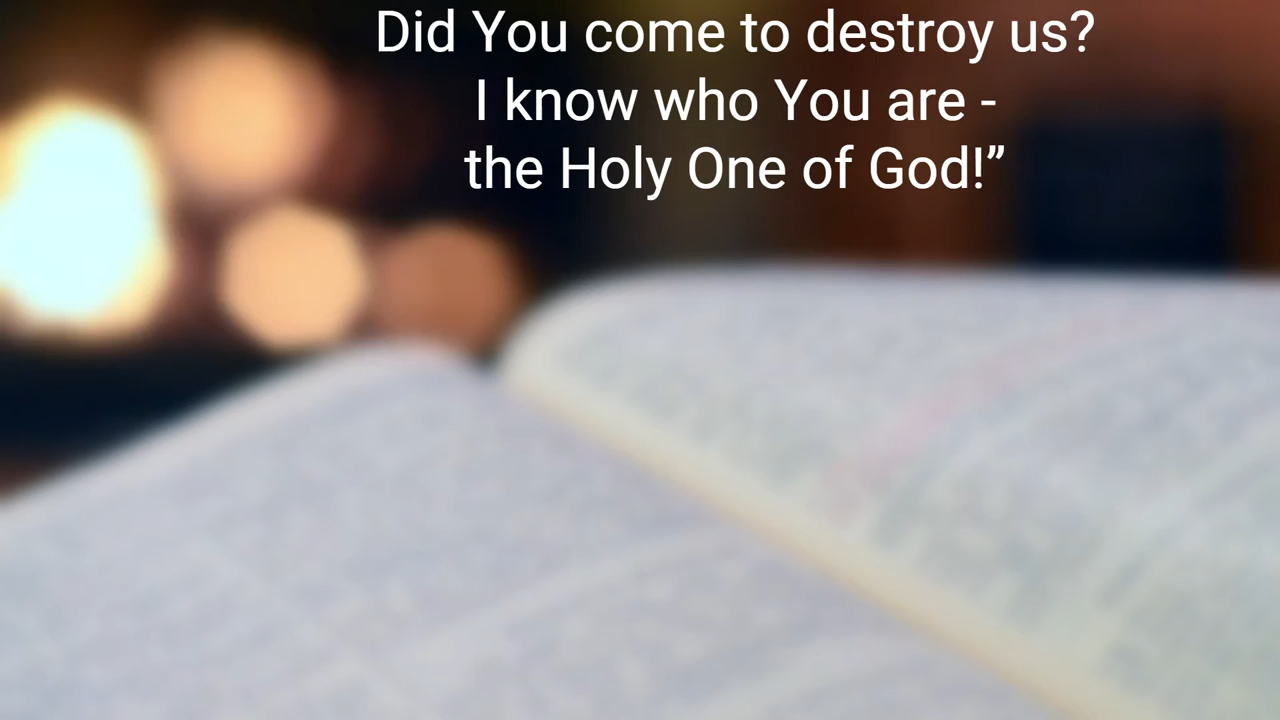 Did You come to destroy us?
I know who You are -
the Holy One of God!”